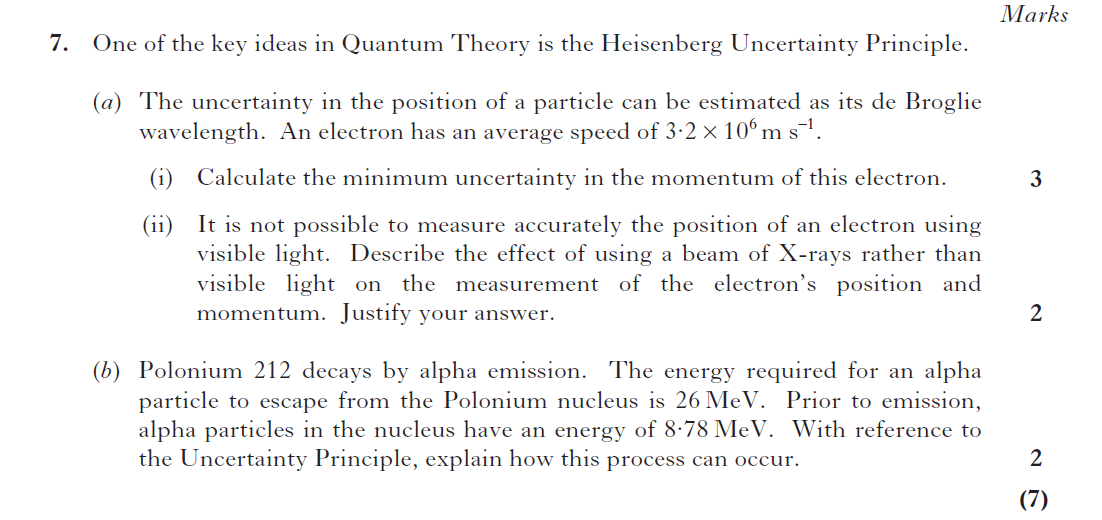 Marks
7. One of the key ideas in Quantum Theory is the Heisenberg Uncertainty Principle.
(a) The uncertainty in the position of a particle can be estimated as its de Broglie
wavelength. An electron has an average speed of 3·2 × 10⁶ m s⁻¹.
(i) Calculate the minimum uncertainty in the momentum of this electron. 3
(ii) It is not possible to measure accurately the position of an electron using
visible light. Describe the effect of using a beam of X-rays rather than
visible light on the measurement of the electron’s position and
momentum. Justify your answer. 2
(b) Polonium 212 decays by alpha emission. The energy required for an alpha
particle to escape from the Polonium nucleus is 26 MeV. Prior to emission,
alpha particles in the nucleus have an energy of 8·78 MeV. With reference to
the Uncertainty Principle, explain how this process can occur. 2
(7)